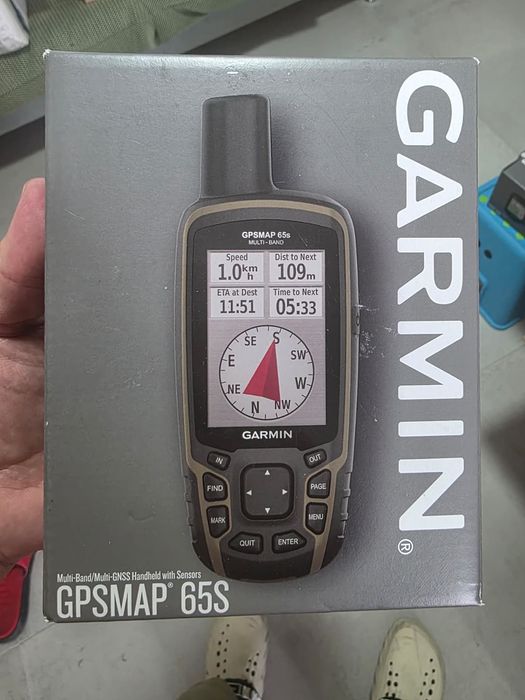 GARMIN®
GPSMAP 65s
MULTI-BAND
Speed
1.0 km/h
Dist to Next
109m
ETA at Dest
11:51
Time to Next
05:33
S
SE
SW
E
W
NE
NW
N
GARMIN
IN
OUT
FIND
PAGE
MARK
MENU
QUIT
ENTER
Multi-Band/Multi-GNSS Handheld with Sensors
GPSMAP® 65S